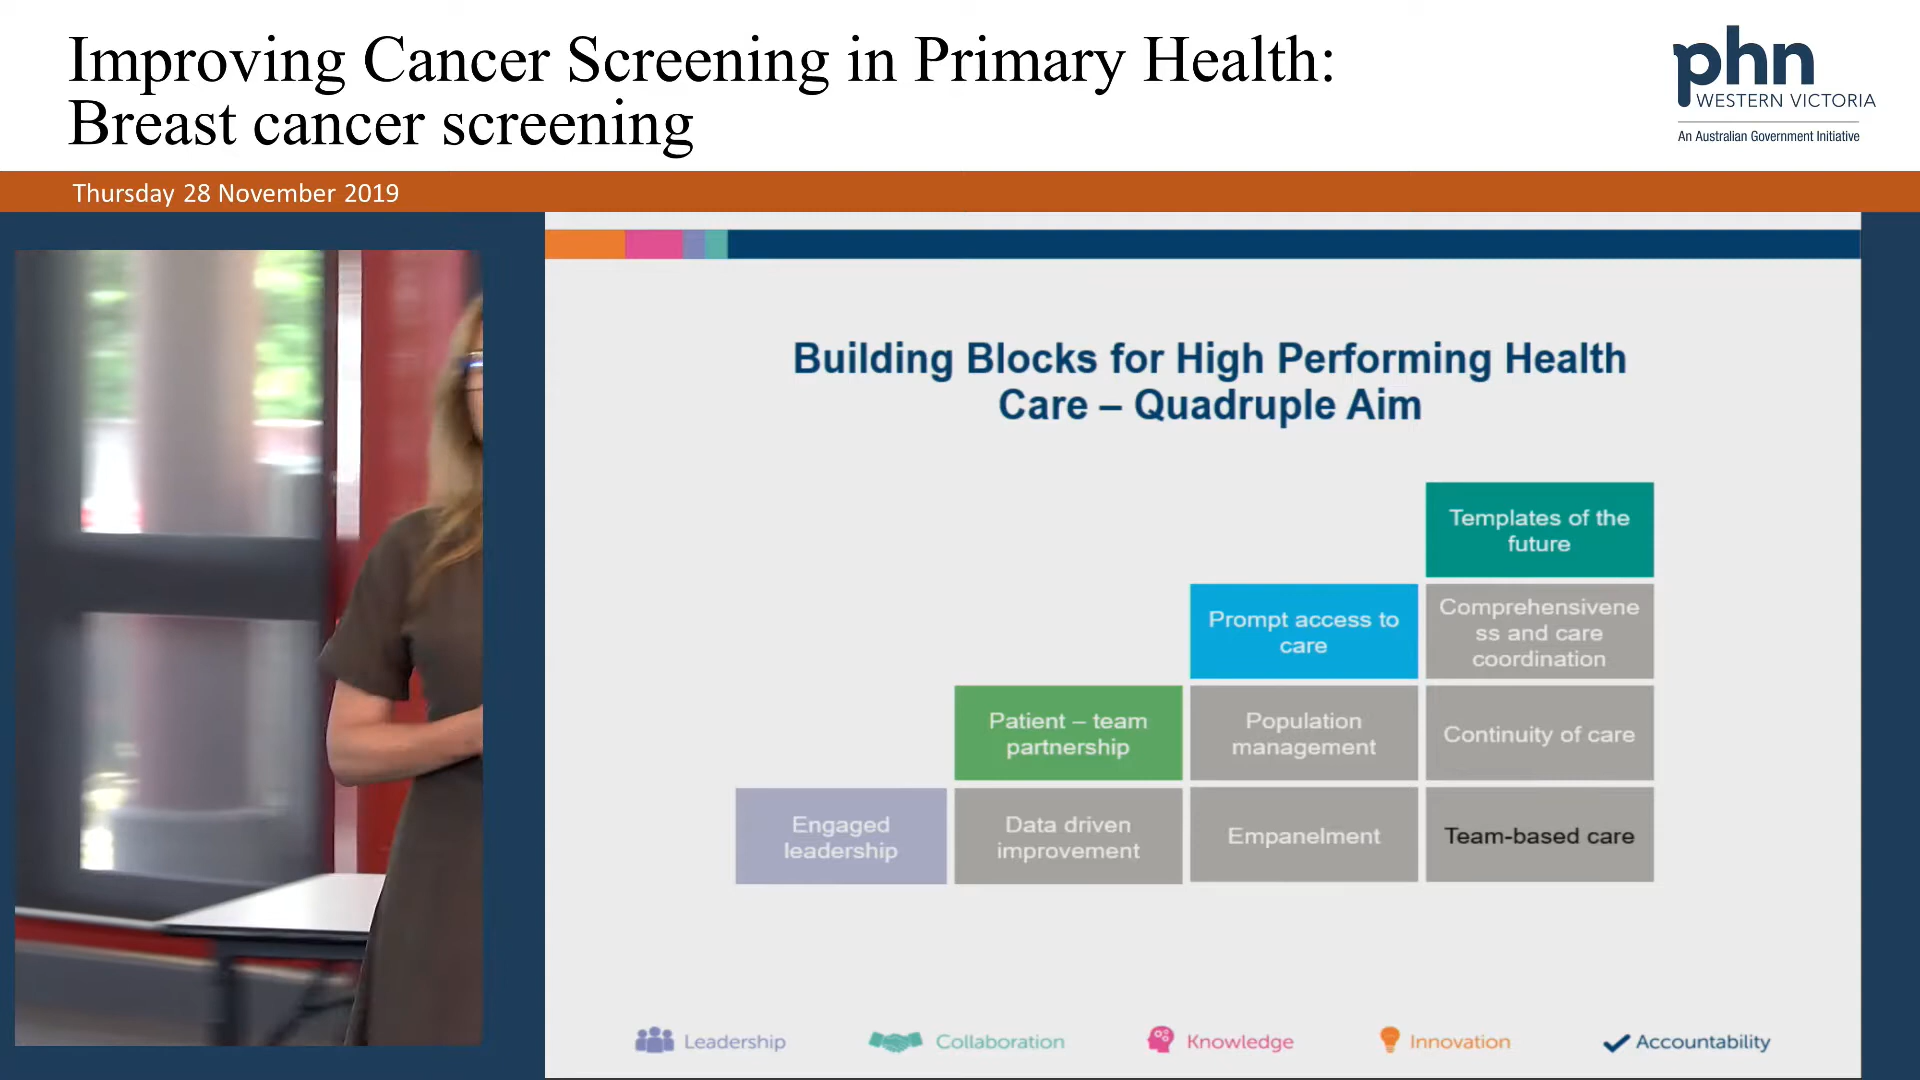 Improving Cancer Screening in Primary Health:
Breast cancer screening
phn
WESTERN VICTORIA
An Australian Government Initiative
Thursday 28 November 2019
Building Blocks for High Performing Health
Care – Quadruple Aim
Templates of the
future
Prompt access to
care
Comprehensivene
ss and care
coordination
Patient – team
partnership
Population
management
Continuity of care
Engaged
leadership
Data driven
improvement
Empanelment
Team-based care
Leadership
Collaboration
Knowledge
Innovation
Accountability